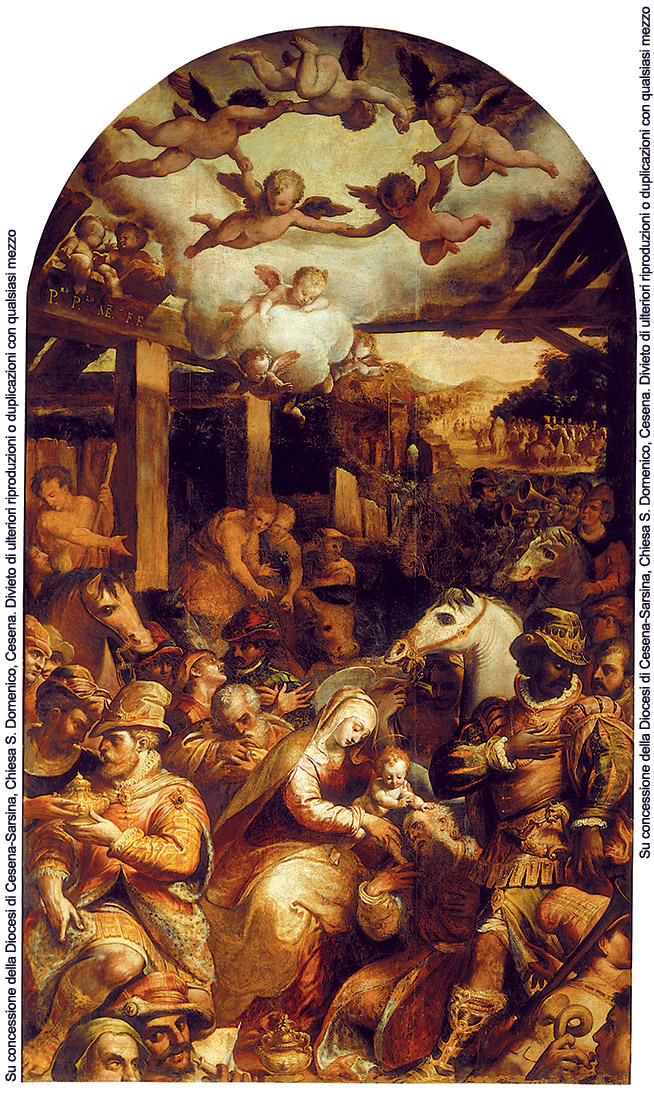 Su concessione della Diocesi di Cesena-Sarsina, Chiesa S. Domenico, Cesena. Divieto di ulteriori riproduzioni o duplicazioni con qualsiasi mezzo
Su concessione della Diocesi di Cesena-Sarsina, Chiesa S. Domenico, Cesena. Divieto di ulteriori riproduzioni o duplicazioni con qualsiasi mezzo